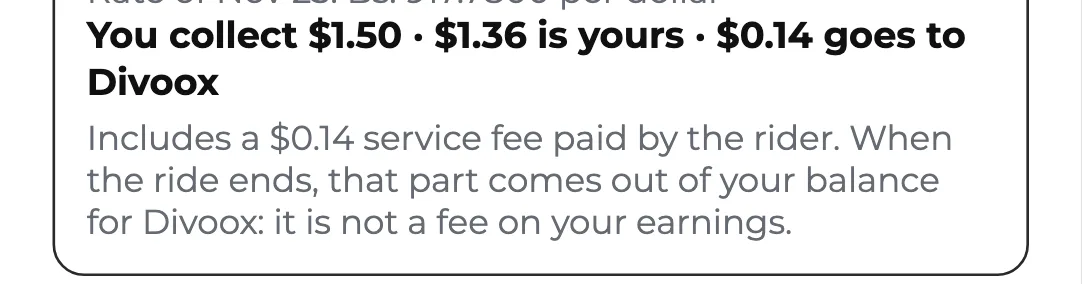 You collect $1.50 · $1.36 is yours · $0.14 goes to
Divoox
Includes a $0.14 service fee paid by the rider. When
the ride ends, that part comes out of your balance
for Divoox: it is not a fee on your earnings.